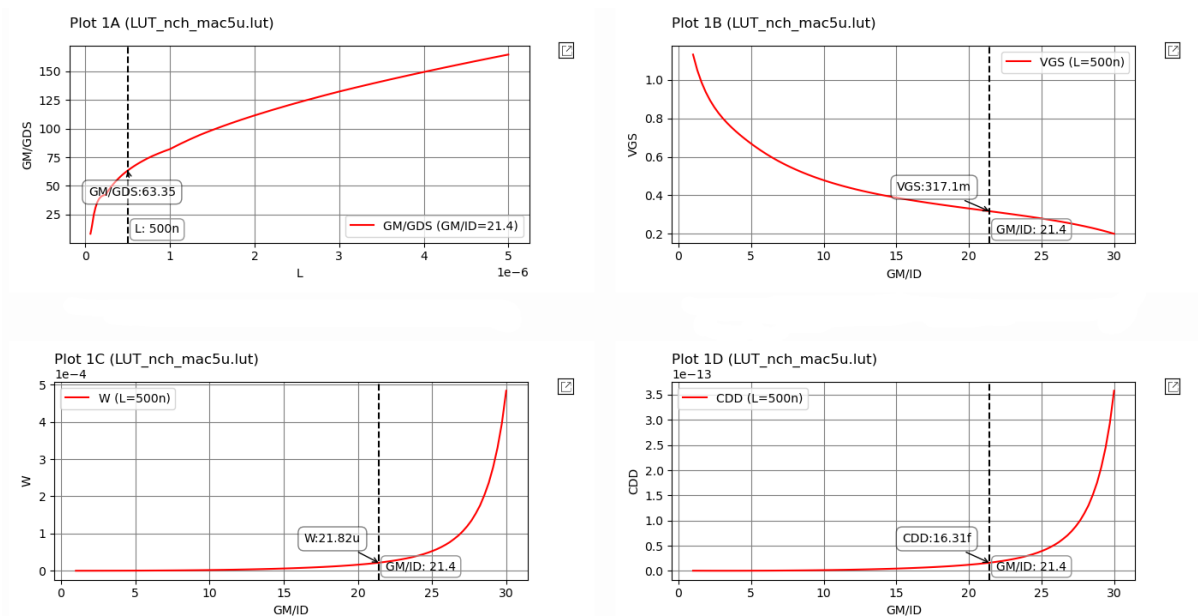 Plot 1A (LUT_nch_mac5u.lut)
GM/GDS
150
125
100
75
50
25
GM/GDS:63.35
L: 500n
GM/GDS (GM/ID=21.4)
0
1
2
3
4
5
L
1e-6
Plot 1B (LUT_nch_mac5u.lut)
VGS
1.0
0.8
0.6
0.4
0.2
VGS (L=500n)
VGS:317.1m
GM/ID: 21.4
0
5
10
15
20
25
30
GM/ID
Plot 1C (LUT_nch_mac5u.lut)
1e-4
W
5
4
3
2
1
0
W (L=500n)
W:21.82u
GM/ID: 21.4
0
5
10
15
20
25
30
GM/ID
Plot 1D (LUT_nch_mac5u.lut)
1e-13
CDD
3.5
3.0
2.5
2.0
1.5
1.0
0.5
0.0
CDD (L=500n)
CDD:16.31f
GM/ID: 21.4
0
5
10
15
20
25
30
GM/ID